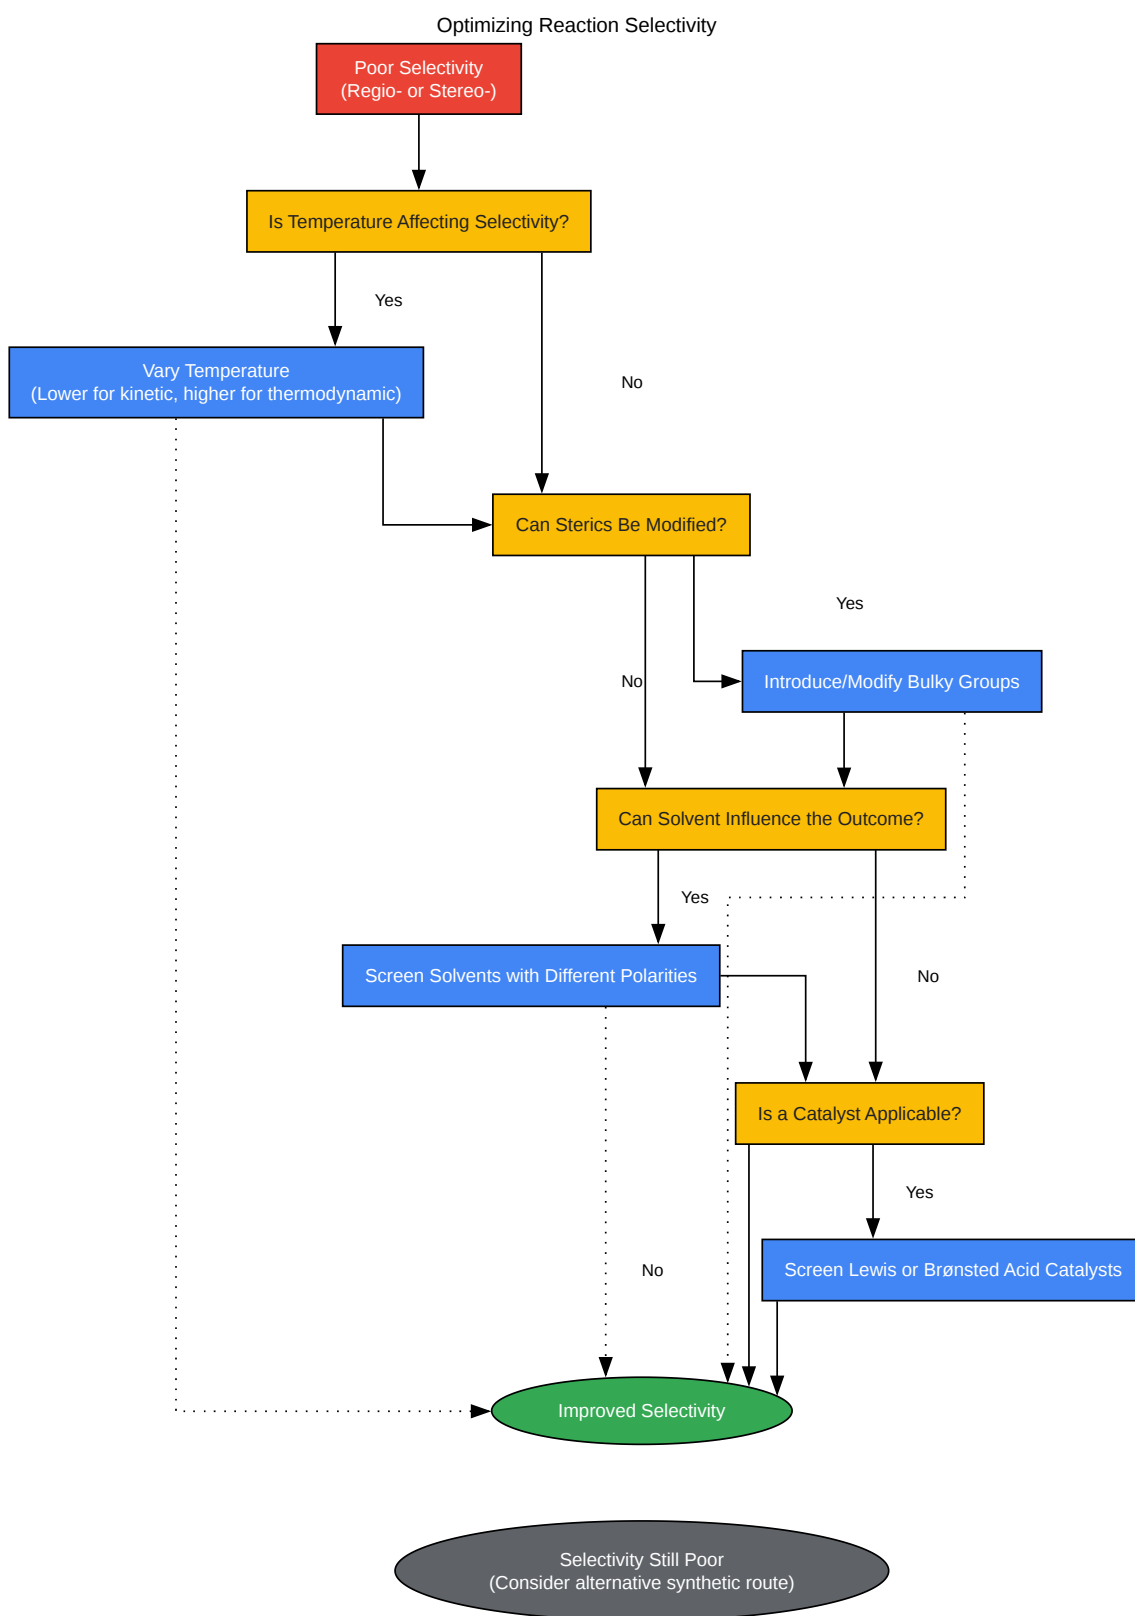 Optimizing Reaction Selectivity
Poor Selectivity
(Regio- or Stereo-)
Is Temperature Affecting Selectivity?
Yes
Vary Temperature
(Lower for kinetic, higher for thermodynamic)
No
Can Sterics Be Modified?
Yes
No
Introduce/Modify Bulky Groups
Can Solvent Influence the Outcome?
Yes
Screen Solvents with Different Polarities
No
Is a Catalyst Applicable?
Yes
No
Screen Lewis or Brønsted Acid Catalysts
Improved Selectivity
Selectivity Still Poor
(Consider alternative synthetic route)